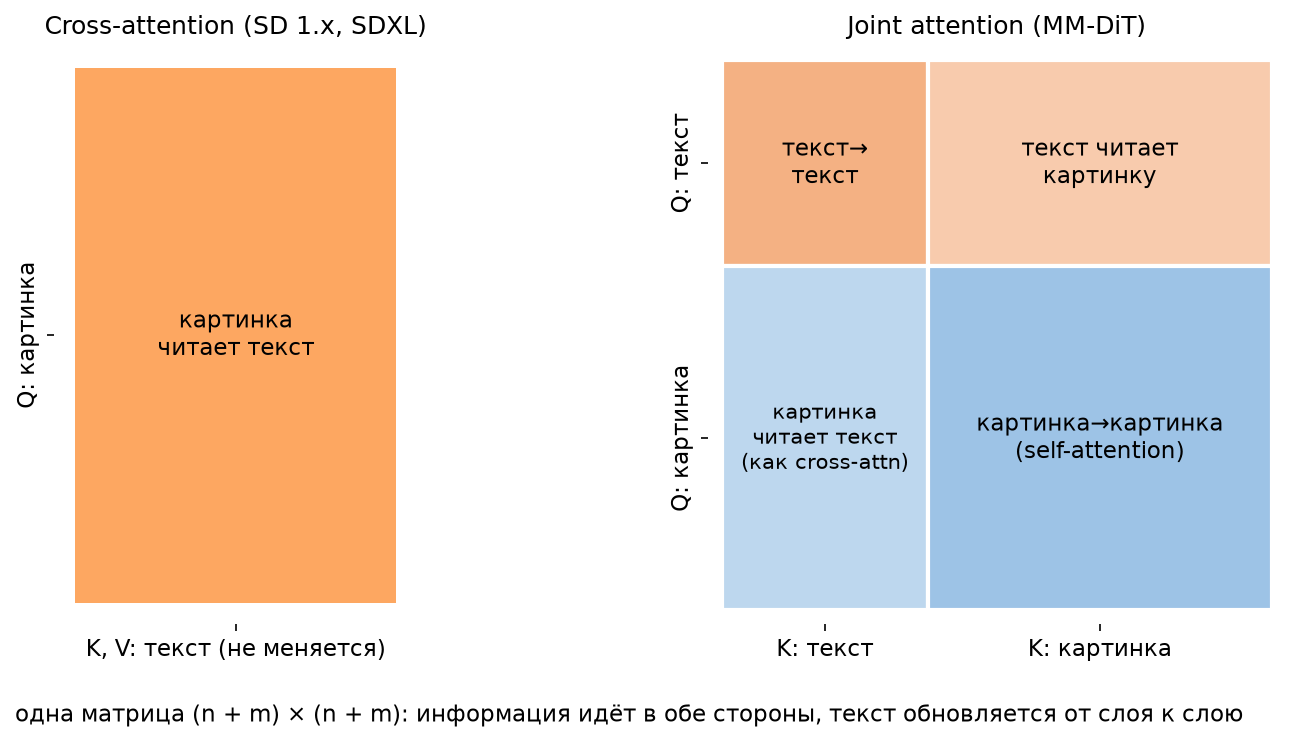 Cross-attention (SD 1.x, SDXL)
Q: картинка
картинка
читает текст
K, V: текст (не меняется)
Joint attention (MM-DiT)
Q: текст
текст→
текст
текст читает
картинку
Q: картинка
картинка
читает текст
(как cross-attn)
картинка→картинка
(self-attention)
K: текст
K: картинка
одна матрица (n + m) × (n + m): информация идёт в обе стороны, текст обновляется от слоя к слою